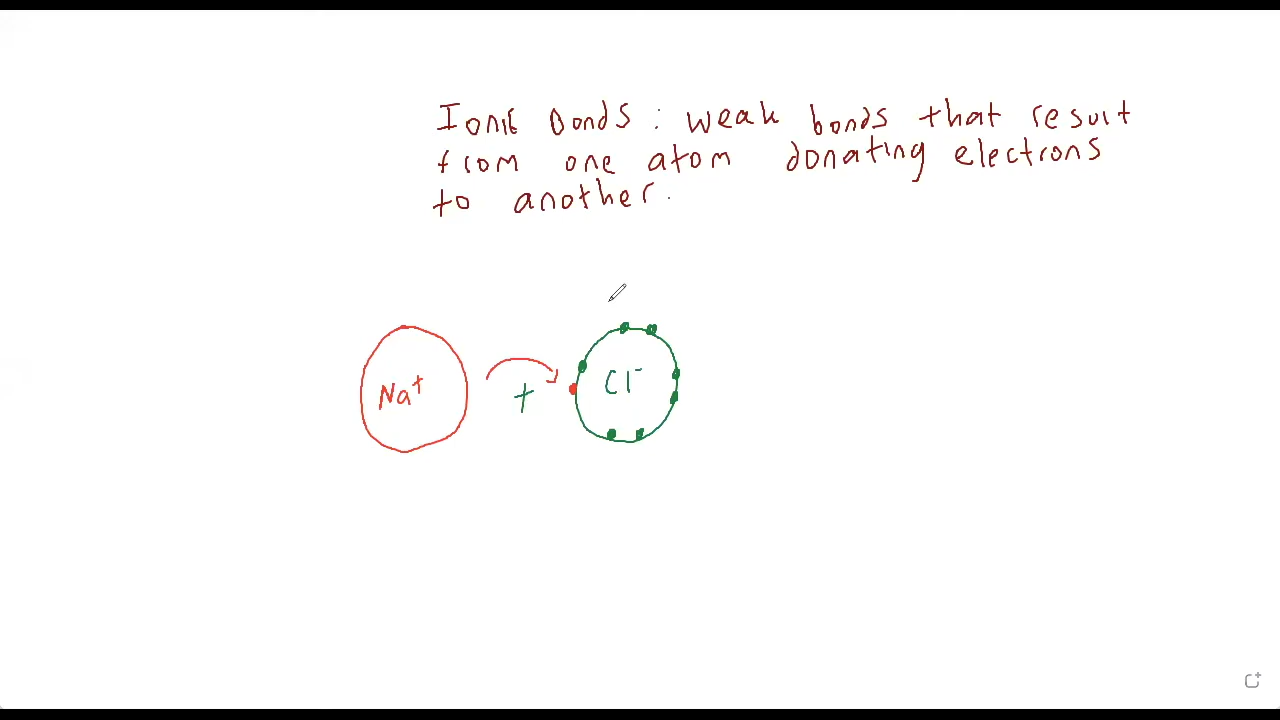 Ionic bonds: weak bonds that result
from one atom donating electrons
to another.
Na⁺ + Cl⁻